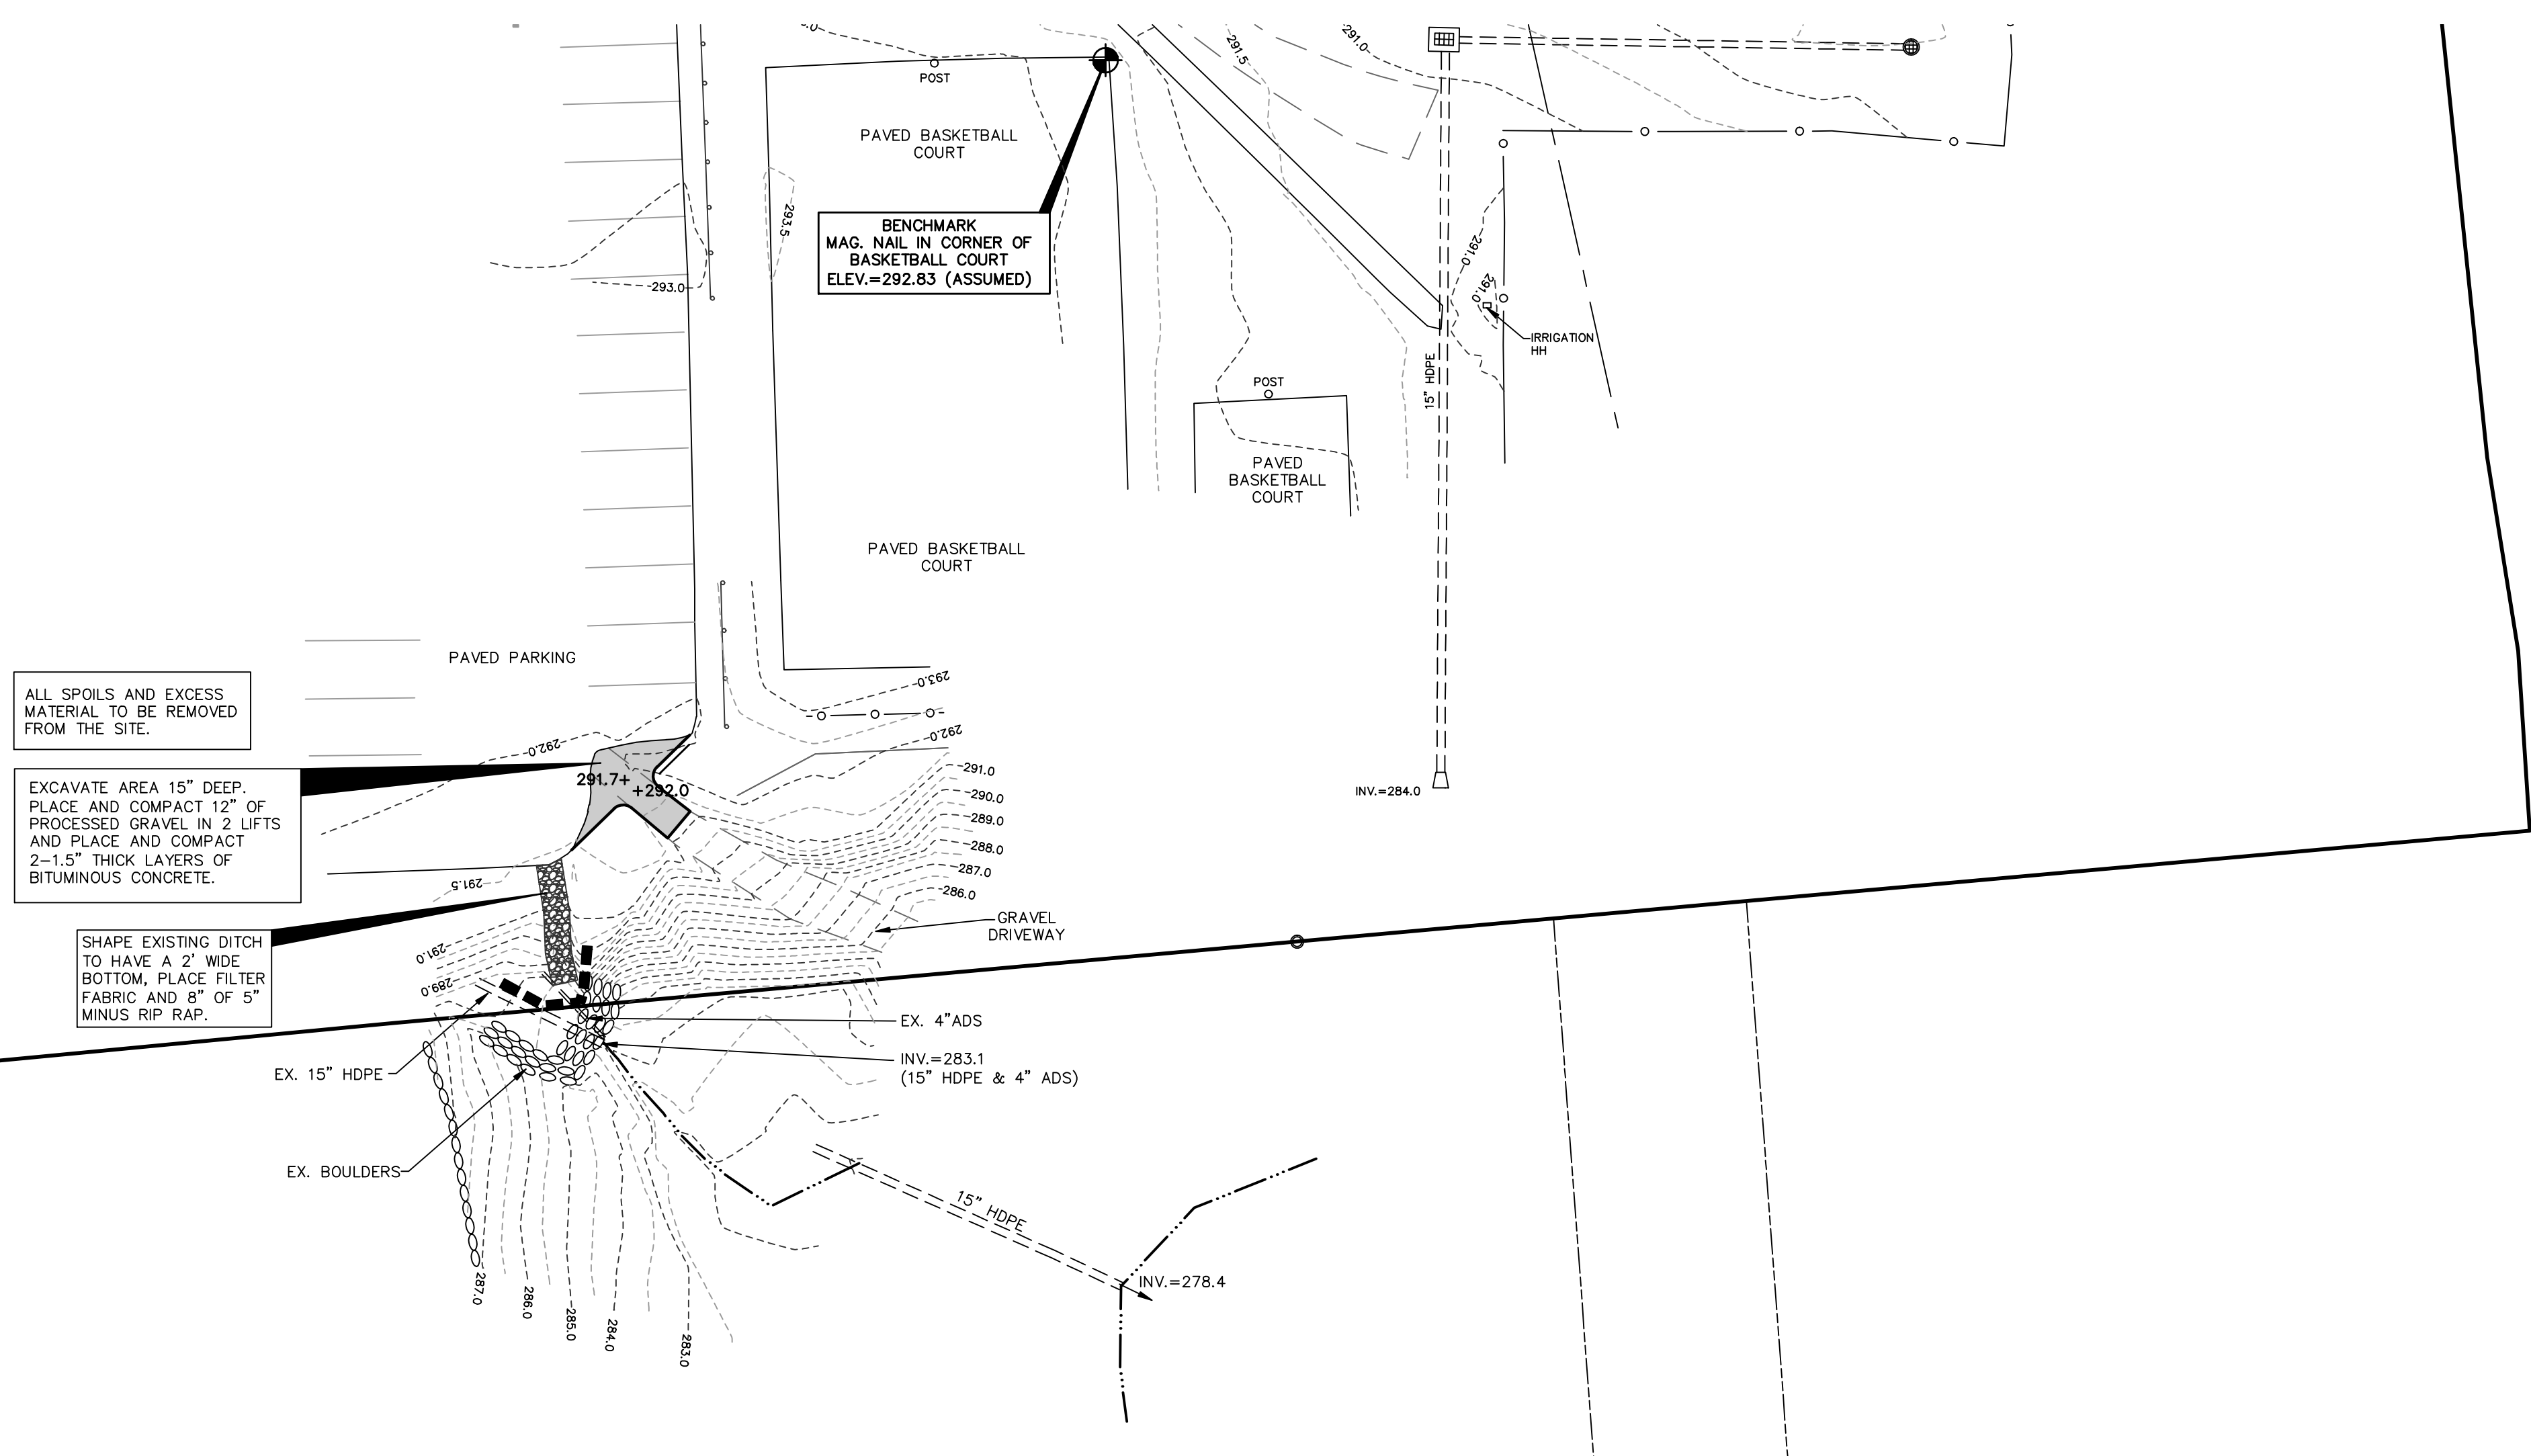 291.5
291.0
POST
PAVED BASKETBALL
COURT
BENCHMARK
MAG. NAIL IN CORNER OF
BASKETBALL COURT
ELEV.=292.83 (ASSUMED)
293.5
293.0
291.0
291.0
IRRIGATION
HH
15" HDPE
POST
PAVED
BASKETBALL
COURT
PAVED BASKETBALL
COURT
PAVED PARKING
293.0
ALL SPOILS AND EXCESS
MATERIAL TO BE REMOVED
FROM THE SITE.
292.0
292.0
EXCAVATE AREA 15" DEEP.
PLACE AND COMPACT 12" OF
PROCESSED GRAVEL IN 2 LIFTS
AND PLACE AND COMPACT
2-1.5" THICK LAYERS OF
BITUMINOUS CONCRETE.
291.7+
+292.0
291.0
290.0
289.0
288.0
287.0
286.0
INV.=284.0
291.5
GRAVEL
DRIVEWAY
SHAPE EXISTING DITCH
TO HAVE A 2' WIDE
BOTTOM, PLACE FILTER
FABRIC AND 8" OF 5"
MINUS RIP RAP.
291.0
289.0
EX. 4"ADS
INV.=283.1
(15" HDPE & 4" ADS)
EX. 15" HDPE
EX. BOULDERS
15" HDPE
INV.=278.4
287.0
286.0
285.0
284.0
283.0